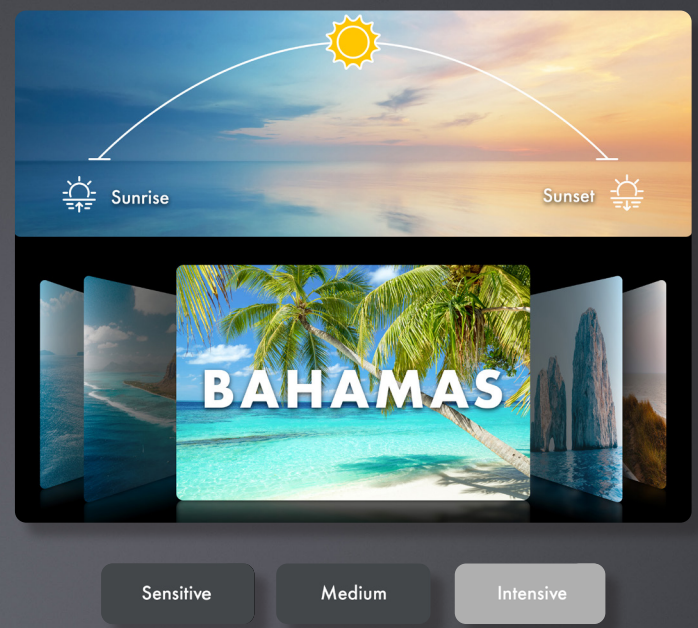 Sunrise
Sunset
BAHAMAS
Sensitive
Medium
Intensive